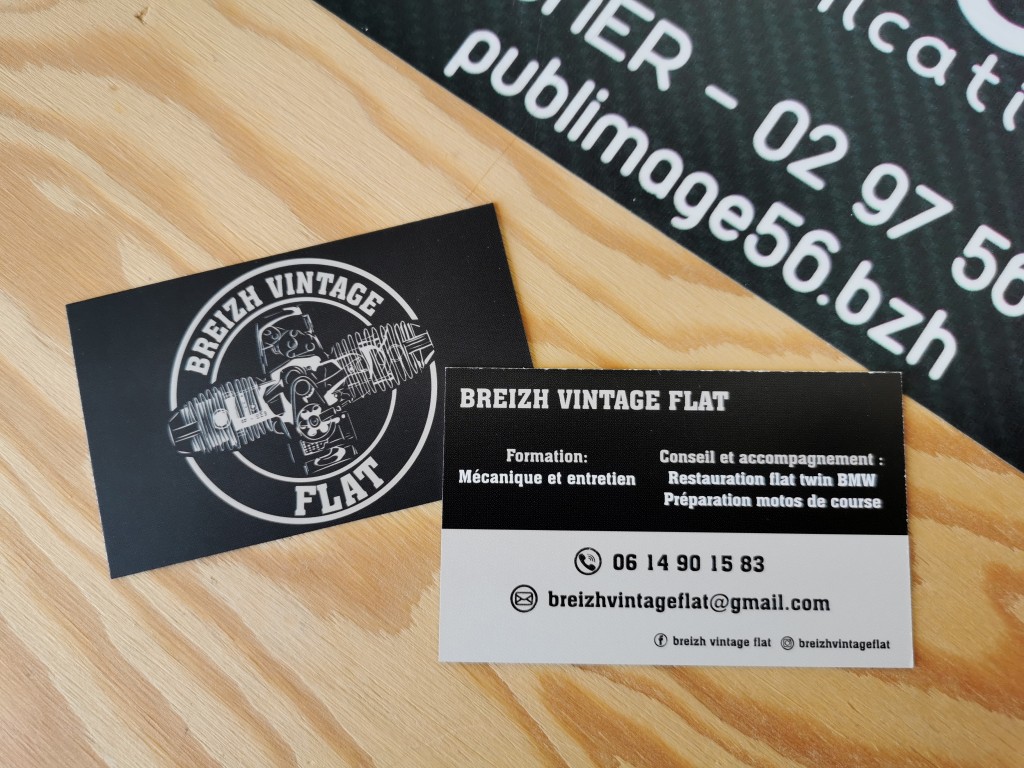 - 02 97 56
publimage56.bzh
BREIZH VINTAGE
FLAT
BREIZH VINTAGE FLAT
Formation:
Mécanique et entretien
Conseil et accompagnement :
Restauration flat twin BMW
Préparation motos de course
06 14 90 15 83
breizhvintageflat@gmail.com
breizh vintage flat
breizhvintageflat